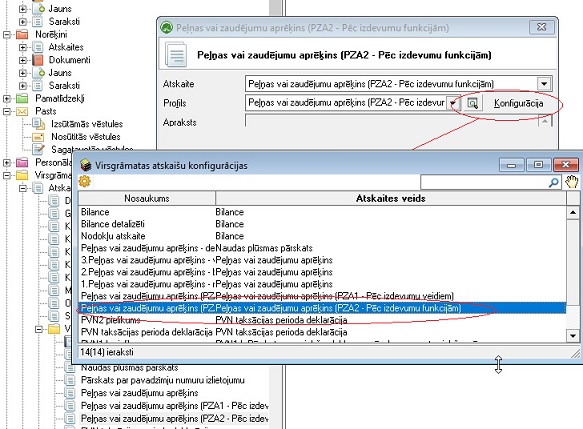 Jauns
Saraksti
Norēķini
Atskaites
Dokumenti
Jauns
Saraksti
Pamatlīdzekļi
Pasts
Izsūtāmās vēstules
Nosūtītās vēstules
Sagatavotās vēstules
Personāla
Virsgrāmata
Atska
Peļņas vai zaudējumu aprēķins (PZA2 - Pēc izdevumu funkcijām)
Peļņas vai zaudējumu aprēķins (PZA2 - Pēc izdevumu funkcijām)
Atskaite Peļņas vai zaudējumu aprēķins (PZA2 - Pēc izdevumu funkcijām)
Profils Peļņas vai zaudējumu aprēķins (PZA2 - Pēc izdevur Konfigurācija
Apraksts
Virsgrāmatas atskaišu konfigurācijas
Nosaukums Atskaites veids
Bilance Bilance
Bilance detalizēti Bilance
Nodokļu atskaite Bilance
Peļņas vai zaudējumu aprēķins - de Naudas plūsmas pārskats
3.Peļņas vai zaudējumu aprēķins - Peļņas vai zaudējumu aprēķins
2.Peļņas vai zaudējumu aprēķins - Peļņas vai zaudējumu aprēķins
1.Peļņas vai zaudējumu aprēķins - Peļņas vai zaudējumu aprēķins
Peļņas vai zaudējumu aprēķins (PZ Peļņas vai zaudējumu aprēķins (PZA1 - Pēc izdevumu veidiem)
Peļņas vai zaudējumu aprēķins (PZ Peļņas vai zaudējumu aprēķins (PZA2 - Pēc izdevumu funkcijām)
PVN2 pielikums PVN taksācijas perioda deklarācija
PVN taksācijas perioda deklarācija PVN taksācijas perioda deklarācija
14(14) ieraksti
Naudas plūsmas pārskats
Pārskats par pavadzīmju numuru izlietojumu
Peļņas vai zaudējumu aprēķins
Peļņas vai zaudējumu aprēķins (PZA1 - Pēc izdev
Peļņas vai zaudējumu aprēķins (PZA2 - Pēc izdev